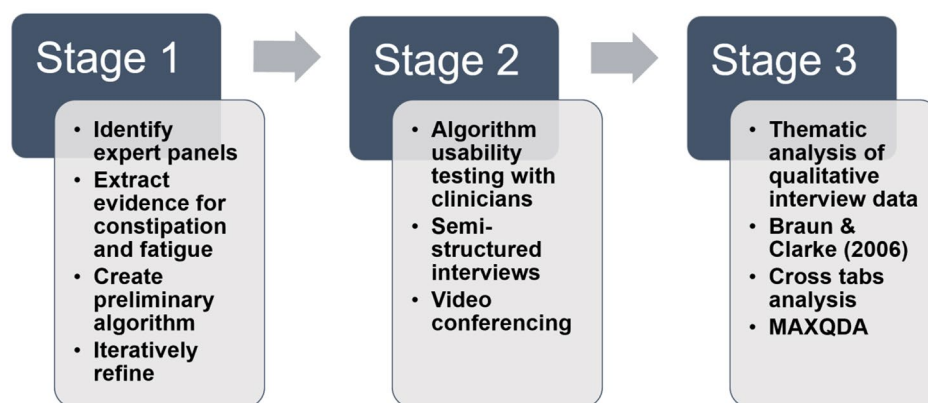 Stage 1
• Identify
expert panels
• Extract
evidence for
constipation
and fatigue
• Create
preliminary
algorithm
• Iteratively
refine
Stage 2
• Algorithm
usability
testing with
clinicians
• Semi-
structured
interviews
• Video
conferencing
Stage 3
• Thematic
analysis of
qualitative
interview data
• Braun &
Clarke (2006)
• Cross tabs
analysis
• MAXQDA